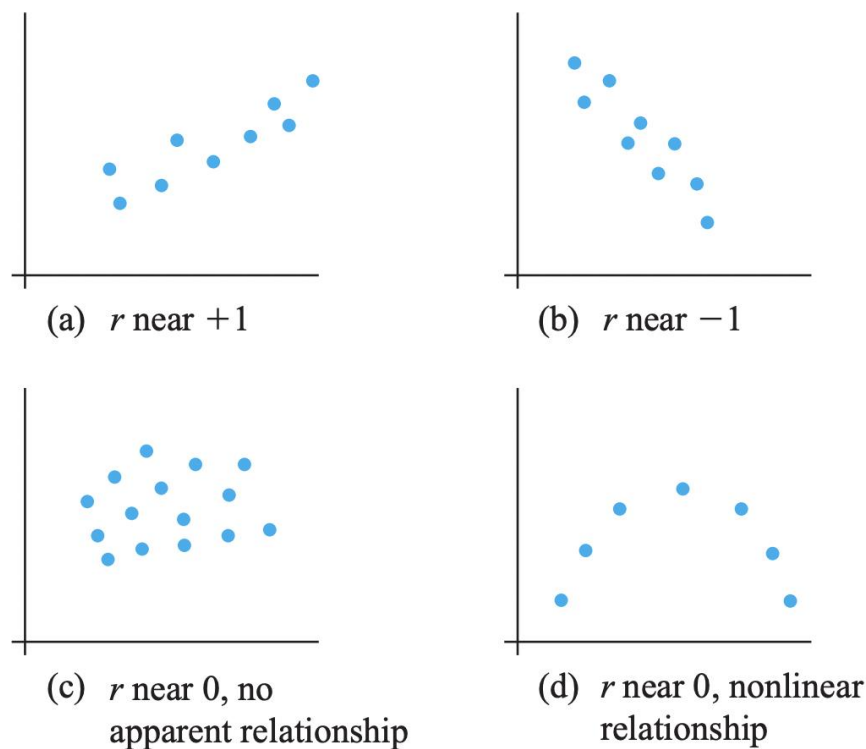 (a) r near +1
(b) r near −1
(c) r near 0, no
apparent relationship
(d) r near 0, nonlinear
relationship